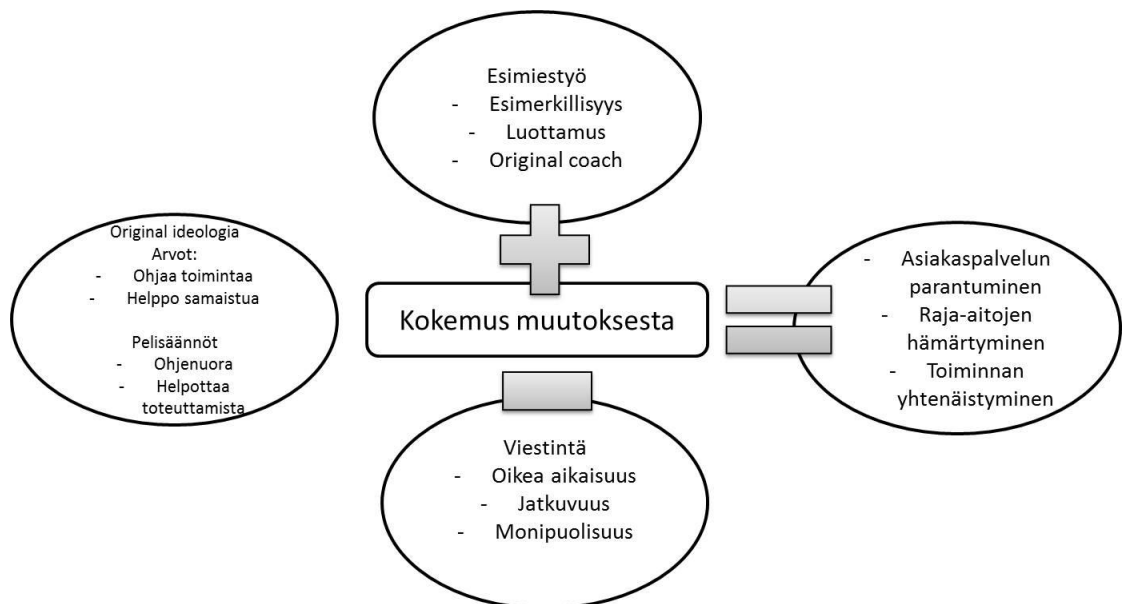 Esimiestyö
- Esimerkillisyys
- Luottamus
- Original coach
Original ideologia
Arvot:
- Ohjaa toimintaa
- Helppo samaistua
Pelisäännöt
- Ohjenuora
- Helpottaa
toteuttamista
Kokemus muutoksesta
- Asiakaspalvelun
parantuminen
- Raja-aitojen
hämärtyminen
- Toiminnan
yhtenäistyminen
Viestintä
- Oikea aikaisuus
- Jatkuvuus
- Monipuolisuus